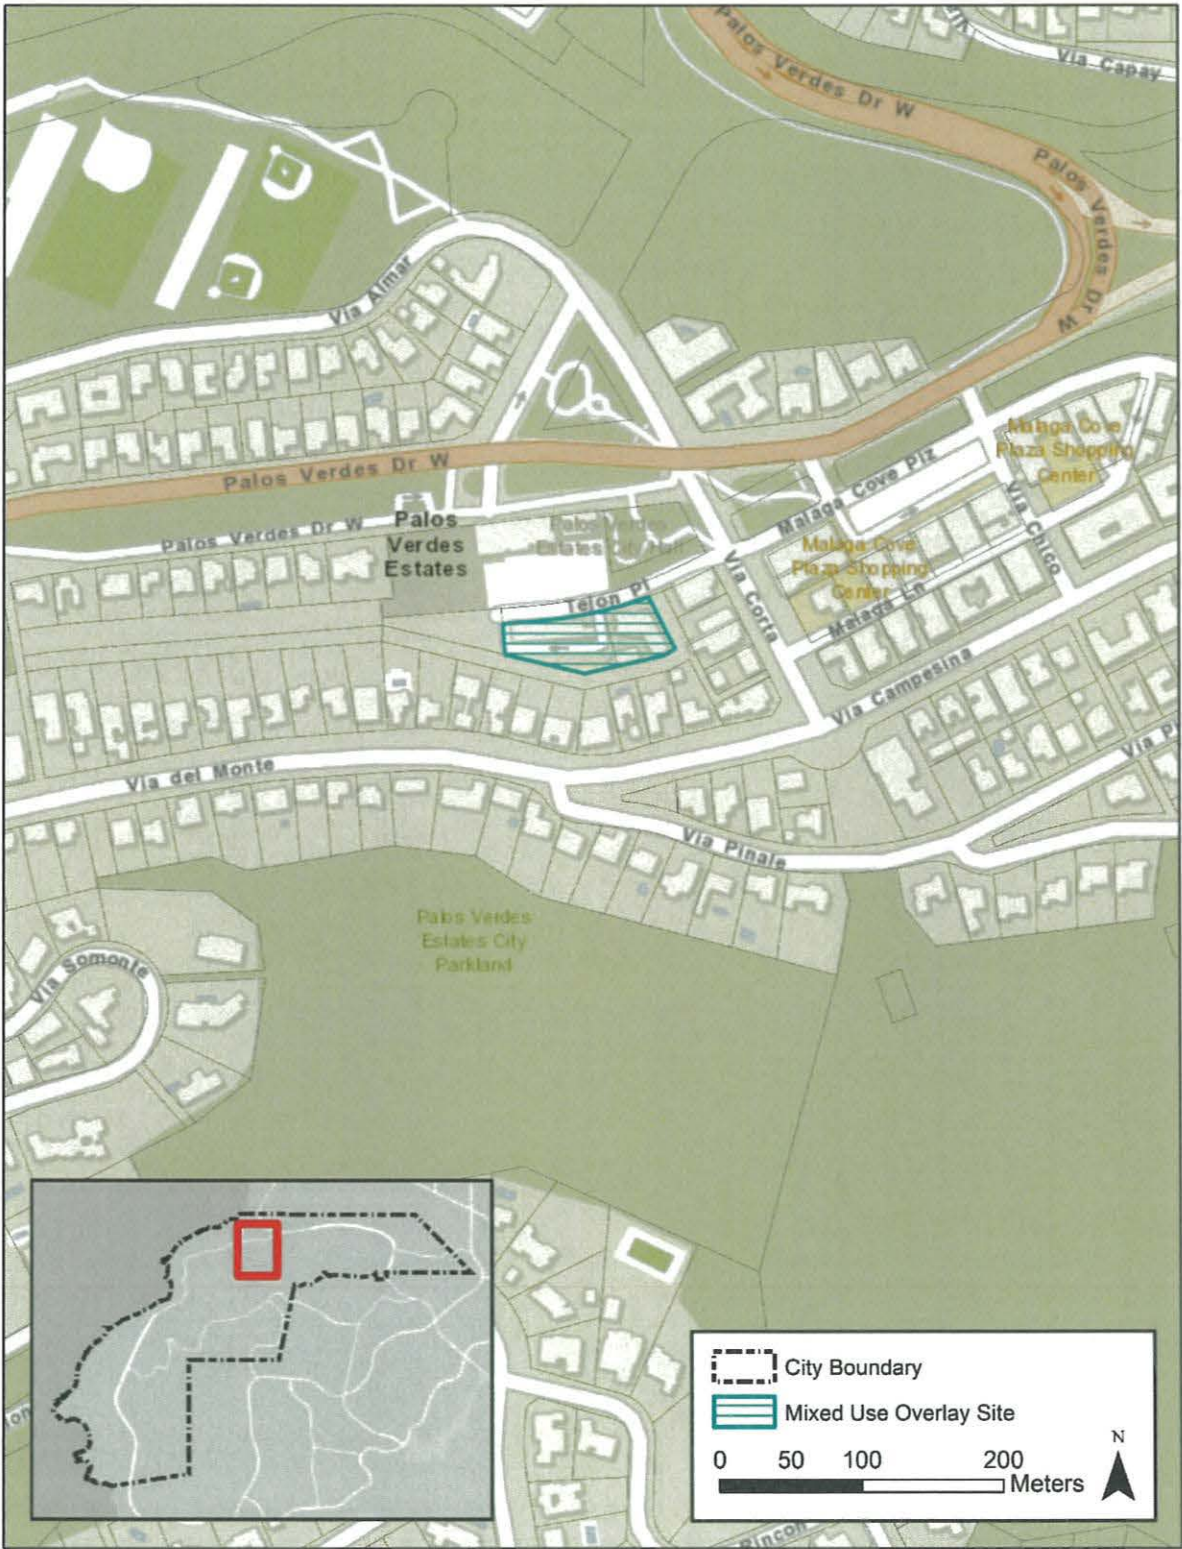 Palos Verdes Dr W
Via Capay
Palos Verdes Dr W
Via Almar
Palos Verdes Dr W
Malaga Cove
Plaza Shopping
Center
Malaga Cove Plz
Via Chico
Palos Verdes Dr W
Palos
Verdes
Estates
Palos Verdes
Estates City Hall
Malaga Cove
Plaza Shopping
Center
Tejon Pl
Via Corta
Malaga Ln
Via Campesina
Via del Monte
Via Pinale
Palos Verdes
Estates City
Parkland
Via Somonte
Rincon
City Boundary
Mixed Use Overlay Site
N
0 50 100 200
Meters